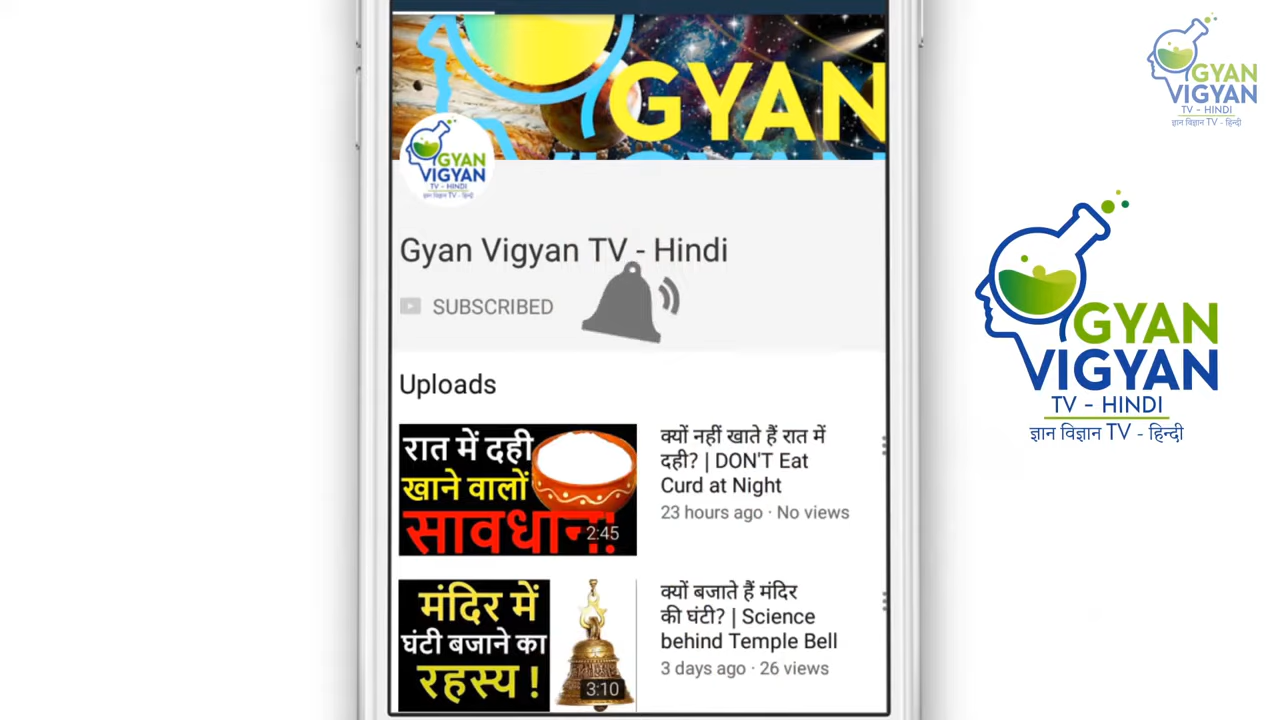 GYAN
GYAN
VIGYAN
TV - HINDI
ज्ञान विज्ञान TV - हिन्दी
Gyan Vigyan TV - Hindi
SUBSCRIBED
Uploads
रात में दही
खाने वालों
सावधान!
2:45
क्यों नहीं खाते हैं रात में
दही? | DON'T Eat
Curd at Night
23 hours ago · No views
मंदिर में
घंटी बजाने का
रहस्य !
3:10
क्यों बजाते हैं मंदिर
की घंटी? | Science
behind Temple Bell
3 days ago · 26 views
GYAN
VIGYAN
TV - HINDI
ज्ञान विज्ञान TV - हिन्दी
GYAN
VIGYAN
TV - HINDI
ज्ञान विज्ञान TV - हिन्दी